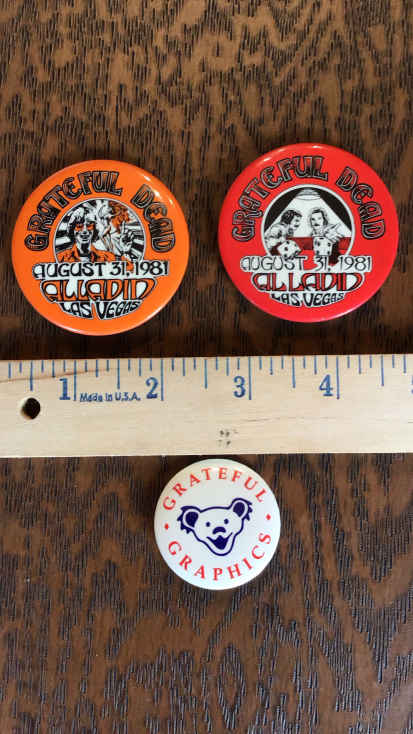 GRATEFUL DEAD
AUGUST 31, 1981
ALLADIN
LAS VEGAS
GRATEFUL DEAD
AUGUST 31, 1981
ALLADIN
LAS VEGAS
1 2 3 4 5
Made in U.S.A.
GRATEFUL
GRAPHICS